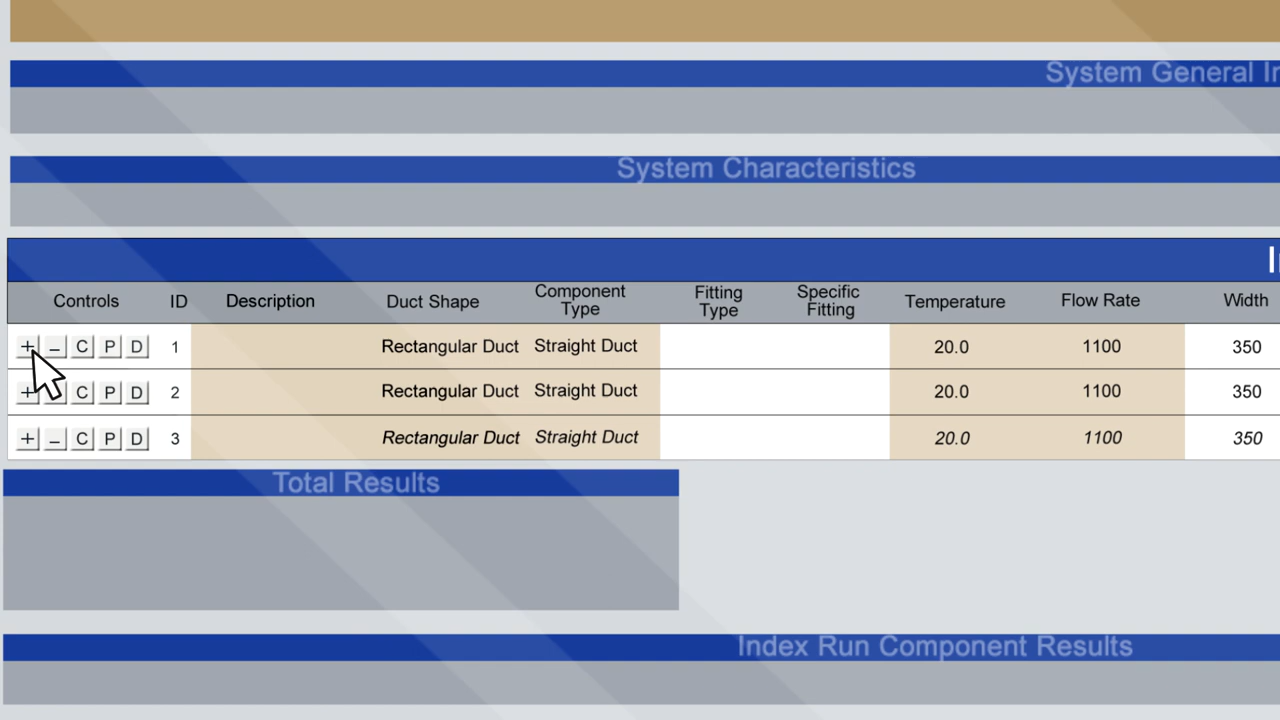 System General
System Characteristics
Controls ID Description Duct Shape Component Type Fitting Type Specific Fitting Temperature Flow Rate Width
+ – C P D 1 Rectangular Duct Straight Duct 20.0 1100 350
+ C P D 2 Rectangular Duct Straight Duct 20.0 1100 350
+ – C P D 3 Rectangular Duct Straight Duct 20.0 1100 350
Total Results
Index Run Component Results